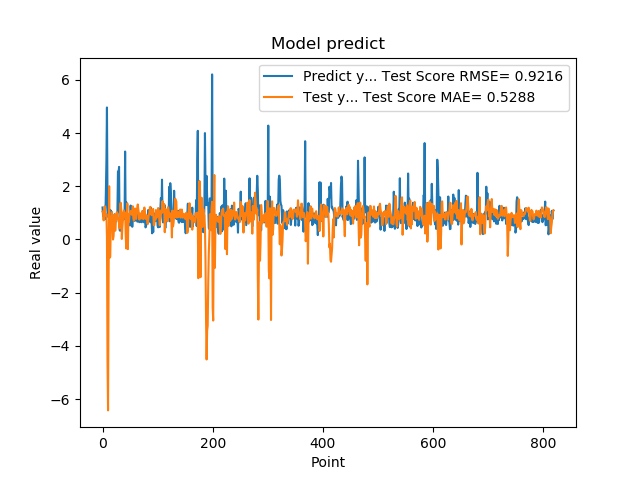 Model predict
Predict y... Test Score RMSE= 0.9216
Test y... Test Score MAE= 0.5288
6
4
2
0
−2
−4
−6
Real value
0 200 400 600 800
Point